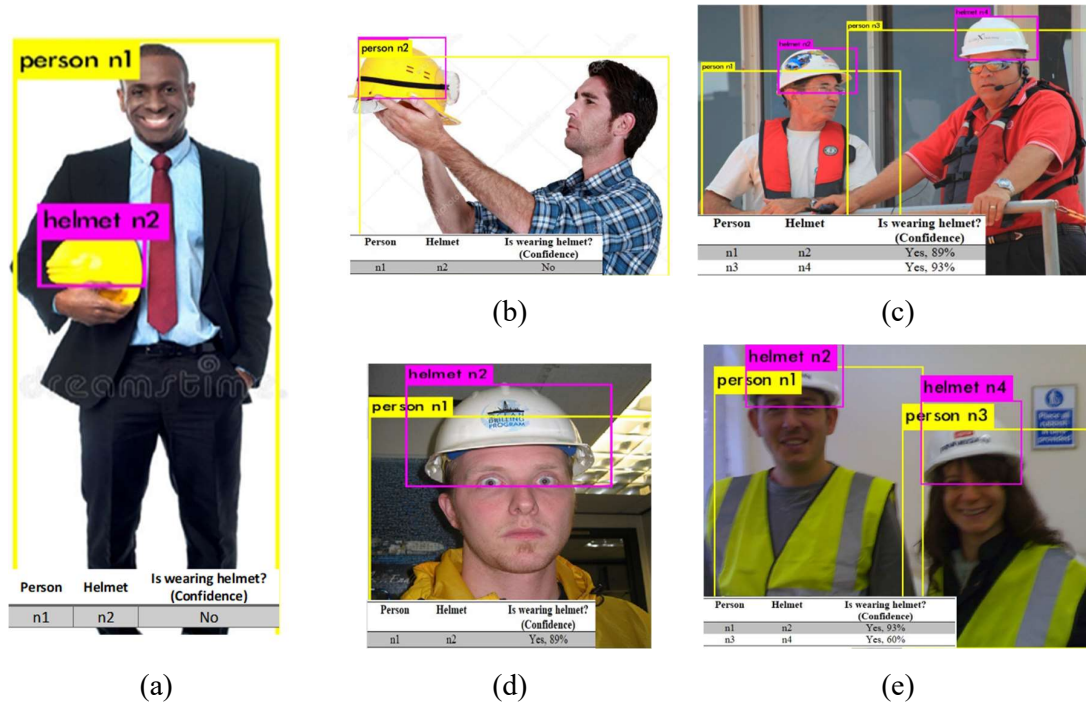 person n1
helmet n2
dreamstime.
Person Helmet Is wearing helmet?
(Confidence)
n1 n2 No
(a)
person n2
Person Helmet Is wearing helmet?
(Confidence)
n1 n2 No
(b)
helmet n4
person n3
helmet n2
person n1
Person Helmet Is wearing helmet?
(Confidence)
n1 n2 Yes, 89%
n3 n4 Yes, 93%
(c)
helmet n2
person n1
DRILLING
PROGRAM
Person Helmet Is wearing helmet?
(Confidence)
n1 n2 Yes, 89%
(d)
helmet n2
person n1
helmet n4
person n3
Person Helmet Is wearing helmet?
(Confidence)
n1 n2 Yes, 93%
n3 n4 Yes, 60%
(e)